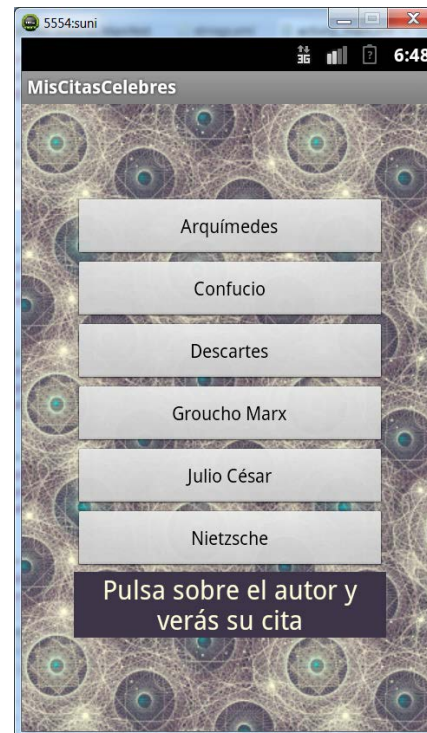 5554:suni
3G
6:48
MisCitasCelebres
Arquímedes
Confucio
Descartes
Groucho Marx
Julio César
Nietzsche
Pulsa sobre el autor y
verás su cita